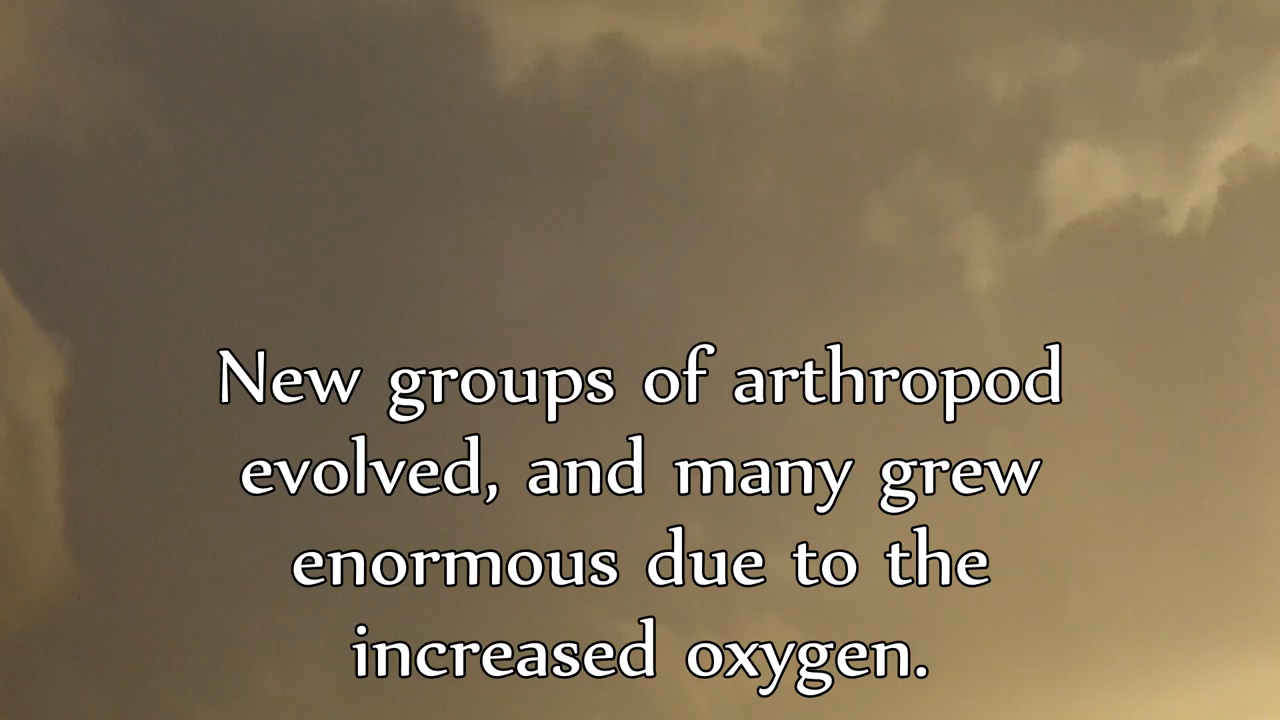 New groups of arthropod
evolved, and many grew
enormous due to the
increased oxygen.